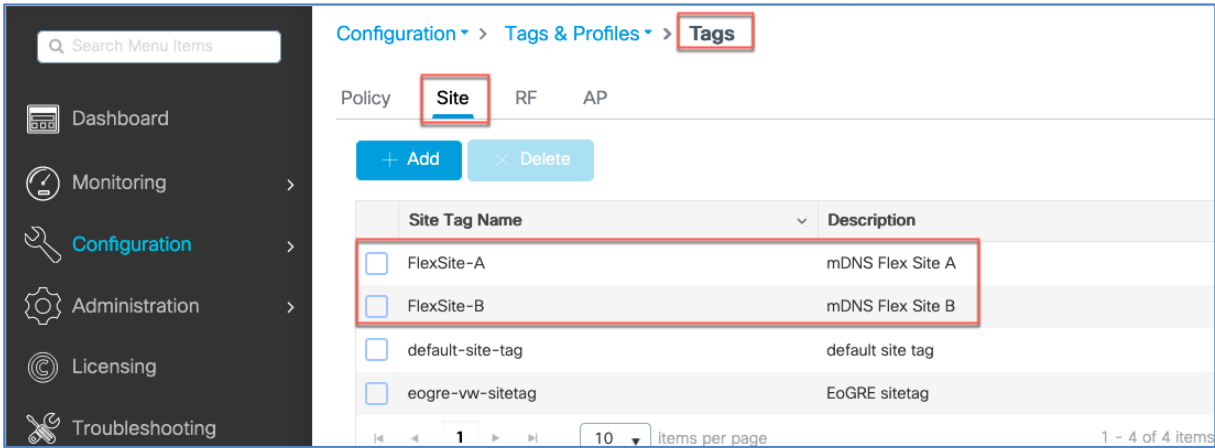 Search Menu Items
Dashboard
Monitoring
Configuration
Administration
Licensing
Troubleshooting
Configuration > Tags & Profiles > Tags
Policy Site RF AP
+ Add × Delete
Site Tag Name Description
FlexSite-A mDNS Flex Site A
FlexSite-B mDNS Flex Site B
default-site-tag default site tag
eogre-vw-sitetag EoGRE sitetag
1 10 items per page 1 - 4 of 4 items